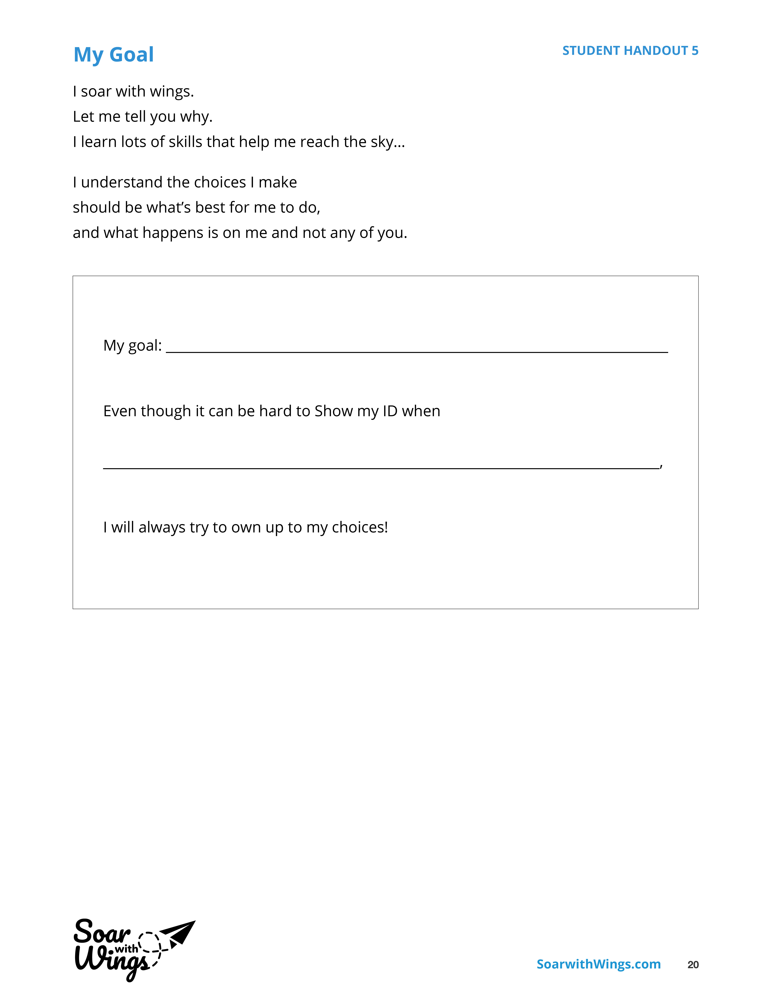 My Goal
STUDENT HANDOUT 5
I soar with wings.
Let me tell you why.
I learn lots of skills that help me reach the sky...
I understand the choices I make
should be what’s best for me to do,
and what happens is on me and not any of you.
My goal:
Even though it can be hard to Show my ID when
,
I will always try to own up to my choices!
Soar
with
Wings
SoarwithWings.com 20